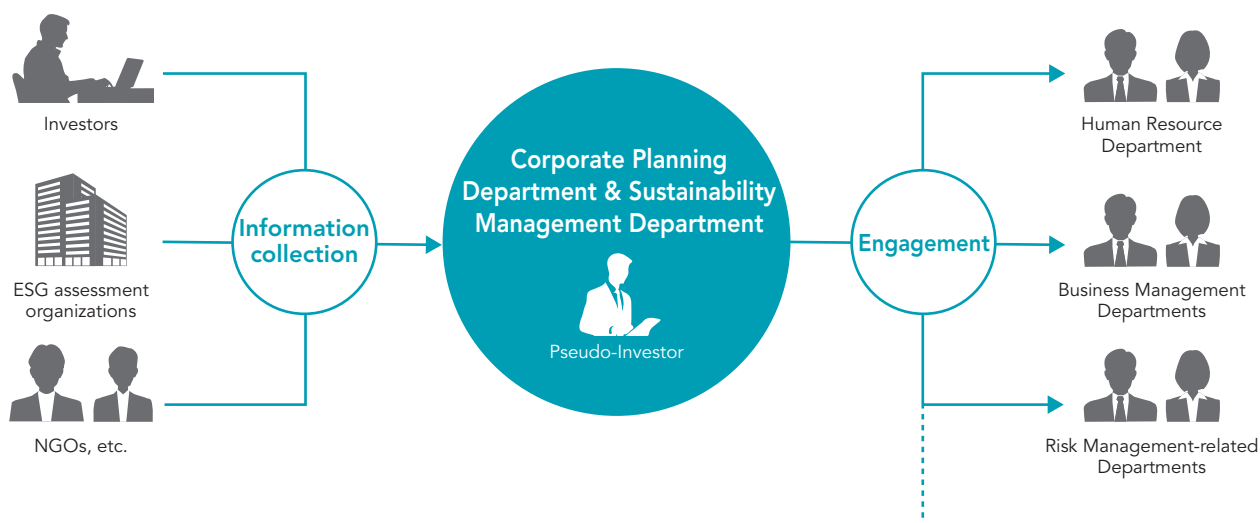 Investors
ESG assessment
organizations
NGOs, etc.
Information
collection
Corporate Planning
Department & Sustainability
Management Department
Pseudo-Investor
Engagement
Human Resource
Department
Business Management
Departments
Risk Management-related
Departments